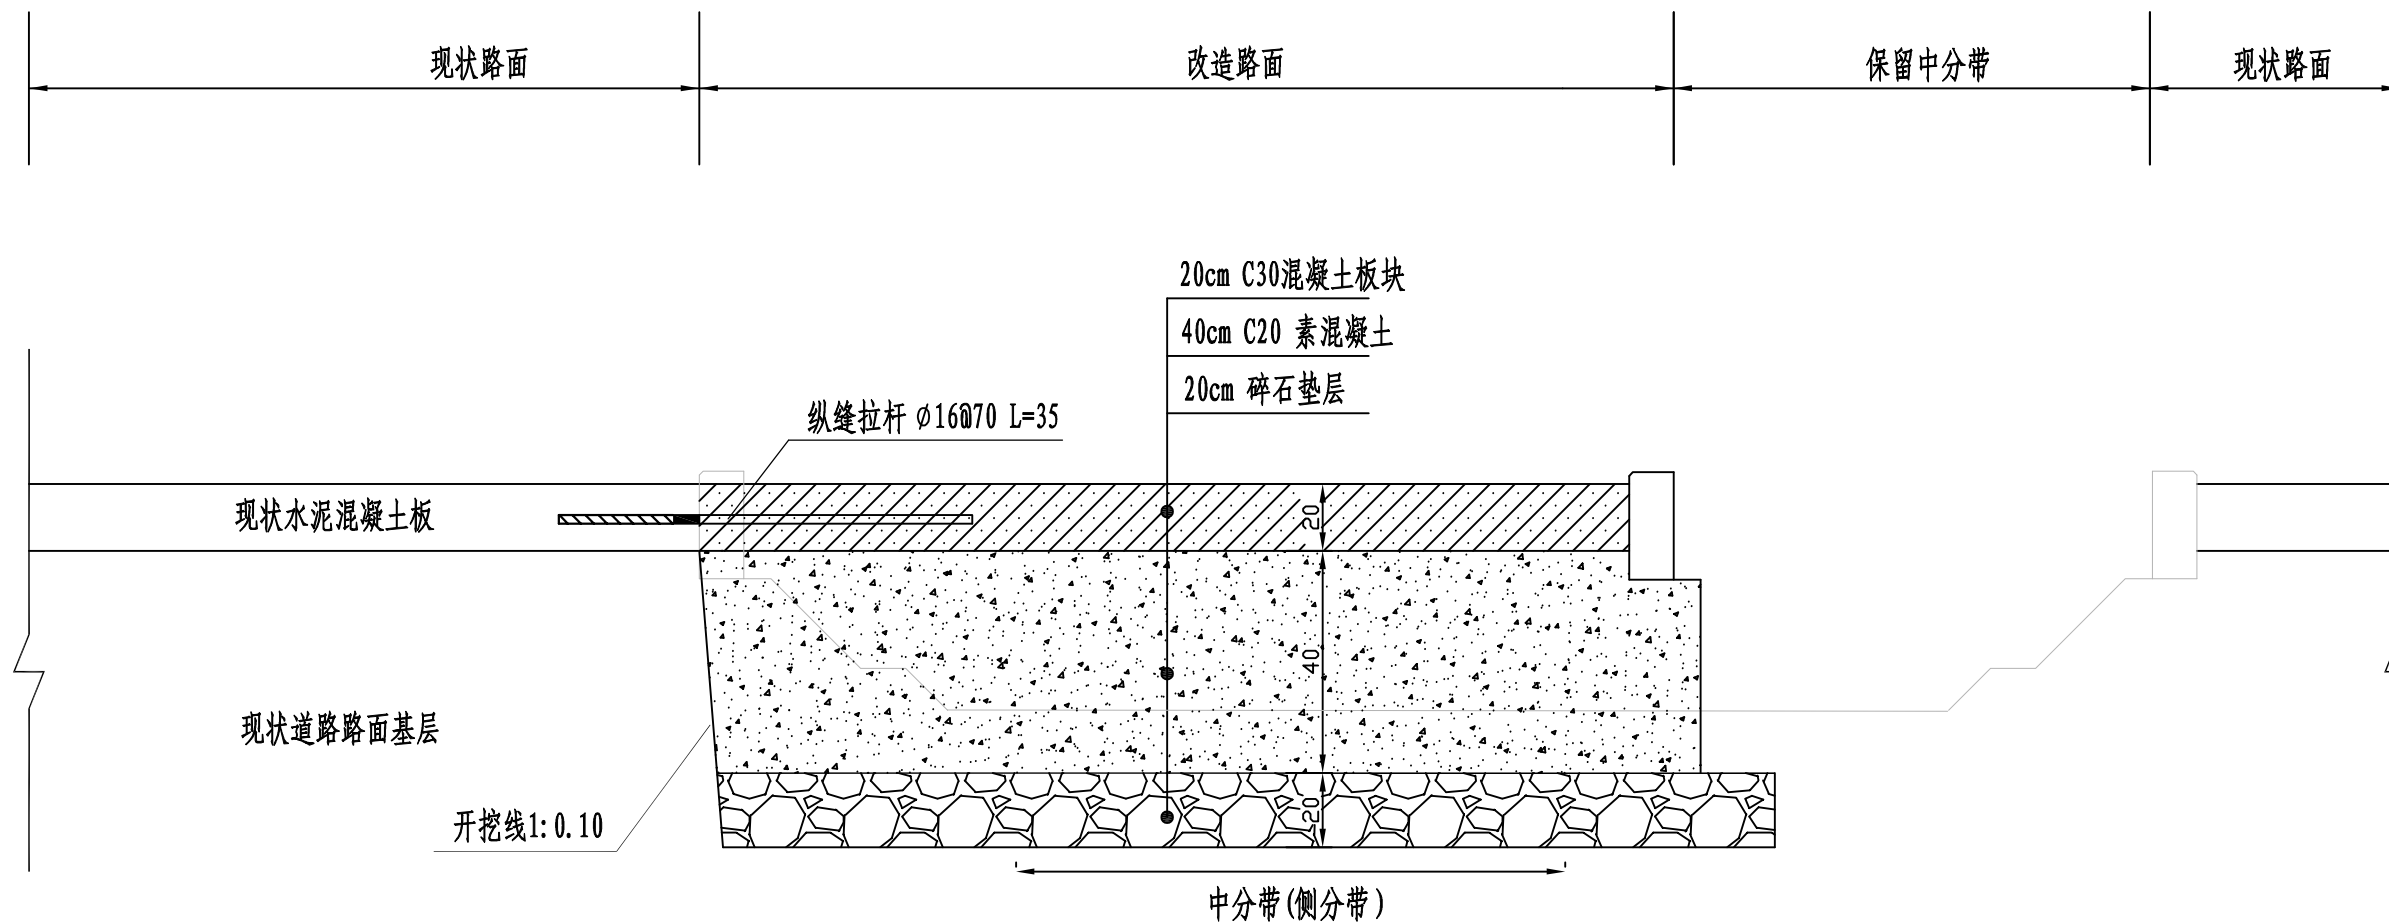 现状路面
改造路面
保留中分带
现状路面
20cm C30混凝土板块
40cm C20 素混凝土
20cm 碎石垫层
纵缝拉杆 ∅16@70 L=35
现状水泥混凝土板
20
40
现状道路路面基层
开挖线1:0.10
20
中分带(侧分带)